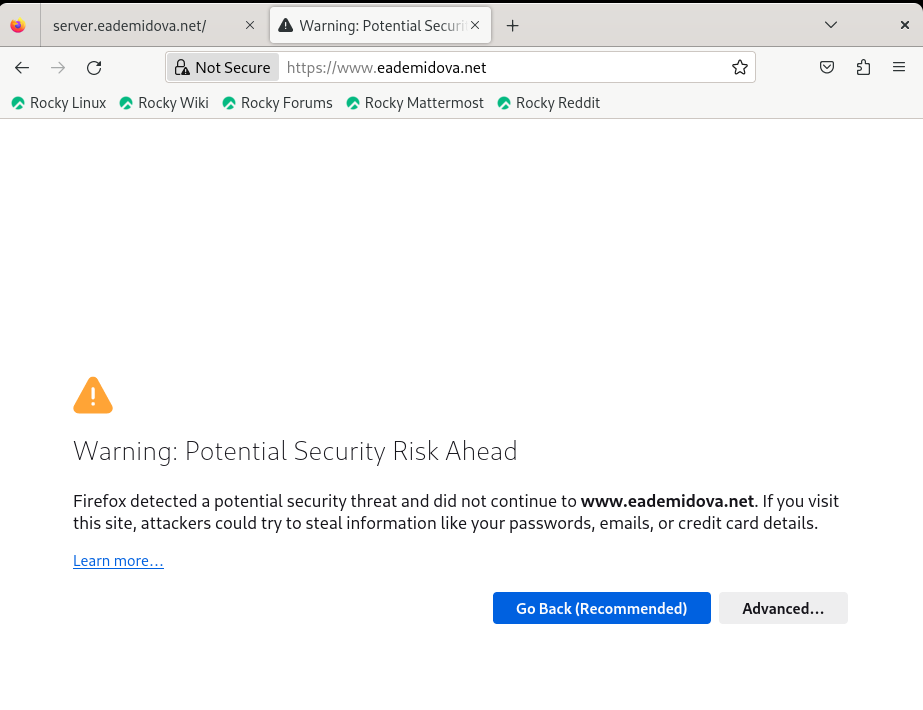 server.eademidova.net/
Warning: Potential Securi
Not Secure https://www.eademidova.net
Rocky Linux Rocky Wiki Rocky Forums Rocky Mattermost Rocky Reddit
Warning: Potential Security Risk Ahead
Firefox detected a potential security threat and did not continue to www.eademidova.net. If you visit
this site, attackers could try to steal information like your passwords, emails, or credit card details.
Learn more…
Go Back (Recommended) Advanced…